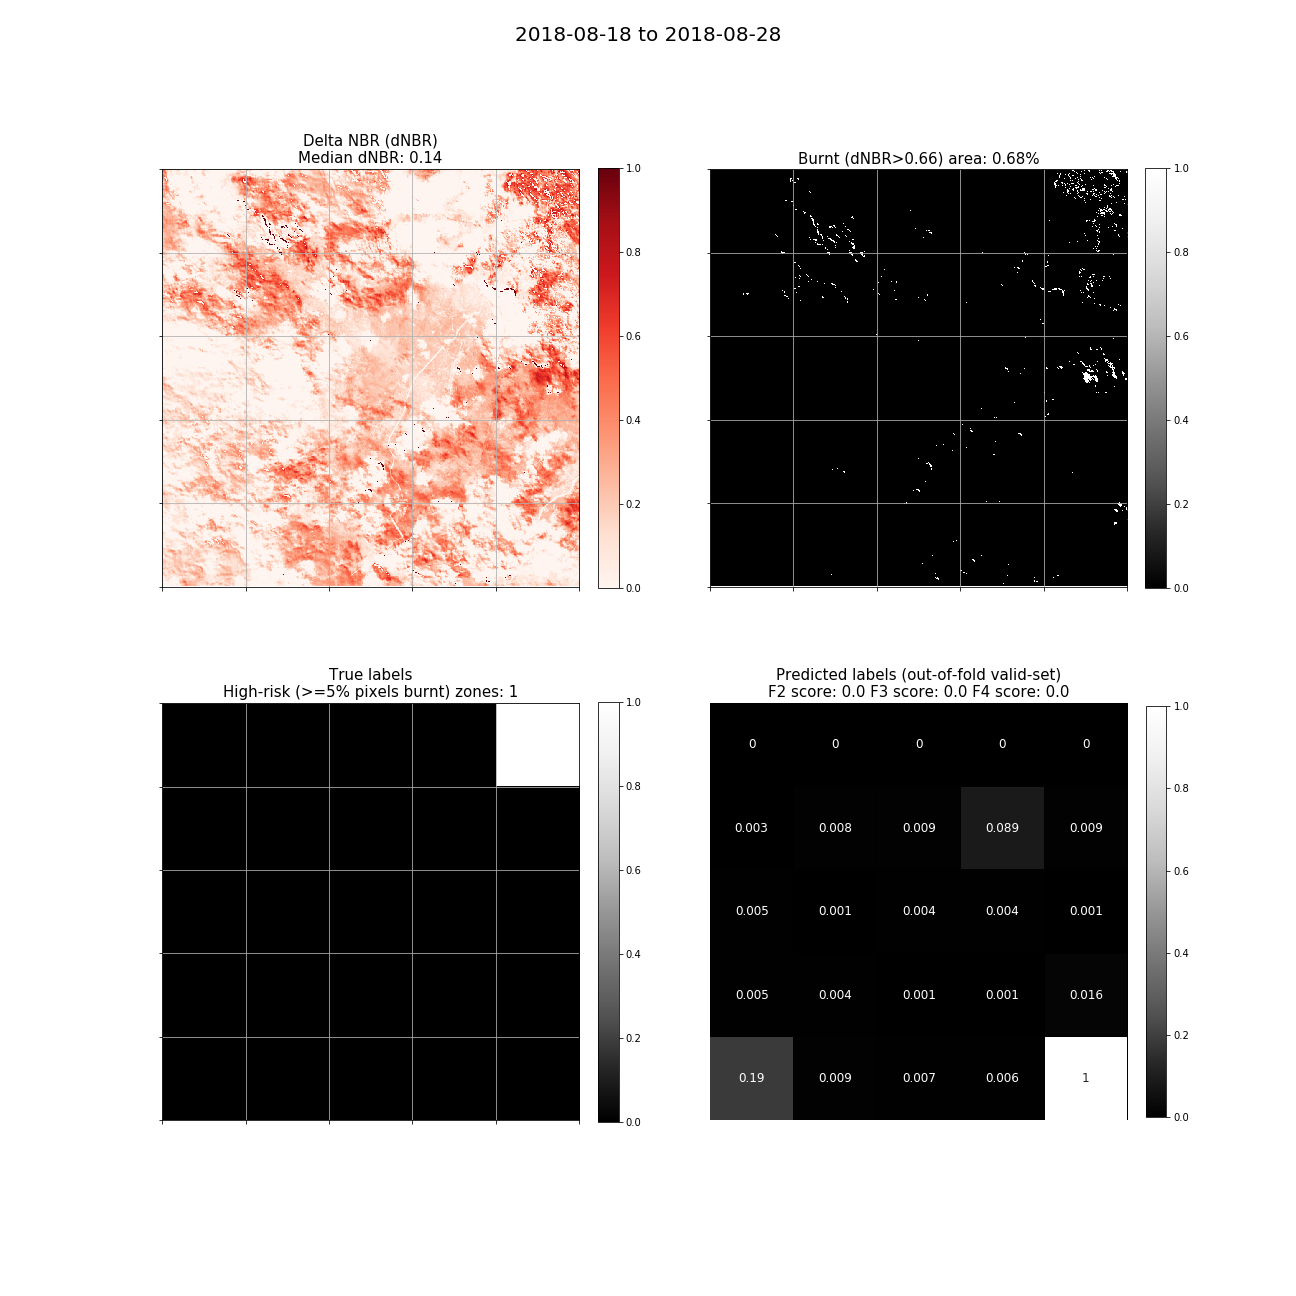 2018-08-18 to 2018-08-28
Delta NBR (dNBR)
Median dNBR: 0.14
1.0
0.8
0.6
0.4
0.2
0.0
Burnt (dNBR>0.66) area: 0.68%
1.0
0.8
0.6
0.4
0.2
0.0
True labels
High-risk (>=5% pixels burnt) zones: 1
1.0
0.8
0.6
0.4
0.2
0.0
Predicted labels (out-of-fold valid-set)
F2 score: 0.0 F3 score: 0.0 F4 score: 0.0
0 0 0 0 0
0.003 0.008 0.009 0.089 0.009
0.005 0.001 0.004 0.004 0.001
0.005 0.004 0.001 0.001 0.016
0.19 0.009 0.007 0.006 1
1.0
0.8
0.6
0.4
0.2
0.0